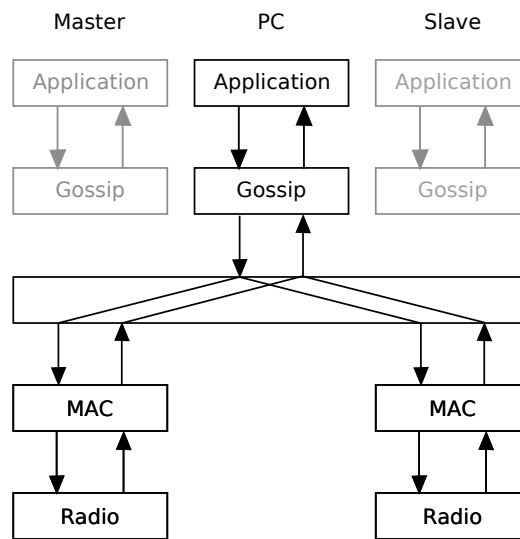 Master PC Slave
Application Application Application
Gossip Gossip Gossip
MAC MAC
Radio Radio